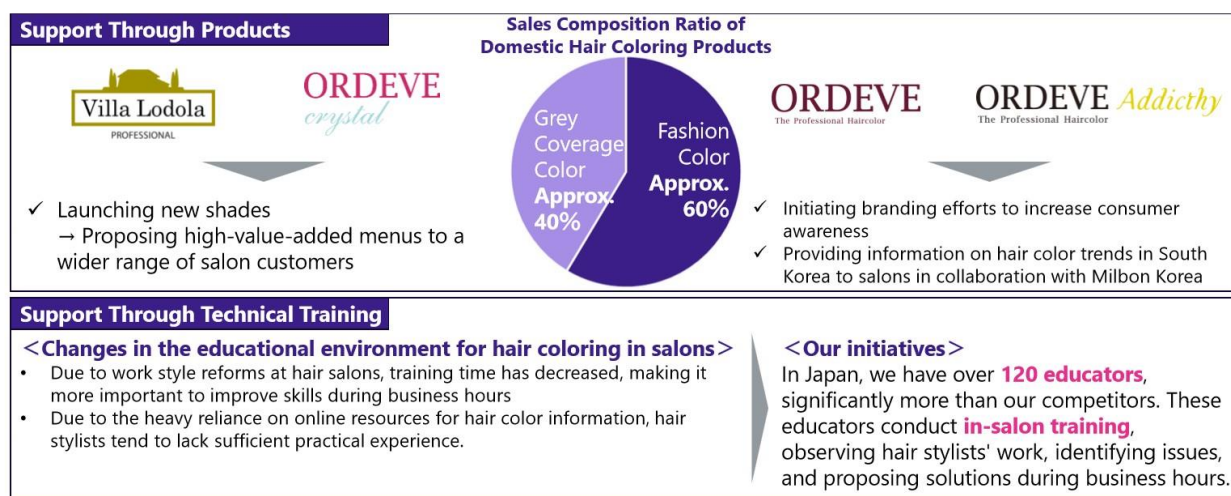 Support Through Products
Sales Composition Ratio of
Domestic Hair Coloring Products
Villa Lodola
PROFESSIONAL
ORDEVE
crystal
✓ Launching new shades
→ Proposing high-value-added menus to a
wider range of salon customers
Grey
Coverage
Color
Approx.
40%
Fashion
Color
Approx.
60%
ORDEVE
The Professional Haircolor
ORDEVE Addicthy
The Professional Haircolor
✓ Initiating branding efforts to increase consumer
awareness
✓ Providing information on hair color trends in South
Korea to salons in collaboration with Milbon Korea
Support Through Technical Training
<Changes in the educational environment for hair coloring in salons>
• Due to work style reforms at hair salons, training time has decreased, making it
more important to improve skills during business hours
• Due to the heavy reliance on online resources for hair color information, hair
stylists tend to lack sufficient practical experience.
<Our initiatives>
In Japan, we have over 120 educators,
significantly more than our competitors. These
educators conduct in-salon training,
observing hair stylists' work, identifying issues,
and proposing solutions during business hours.